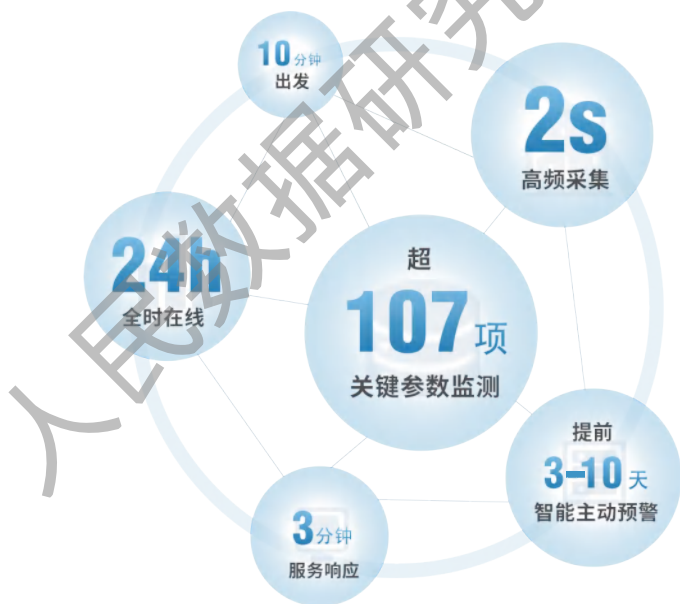 10分钟
出发
2s
高频采集
24h
全时在线
超
107项
关键参数监测
提前
3-10天
智能主动预警
3分钟
服务响应
人民数据研究